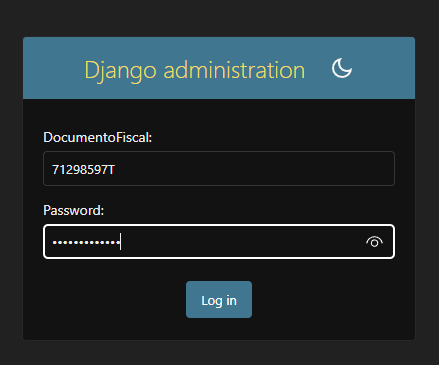 Django administration
DocumentoFiscal:
71298597T
Password:
•••••••••••••
Log in